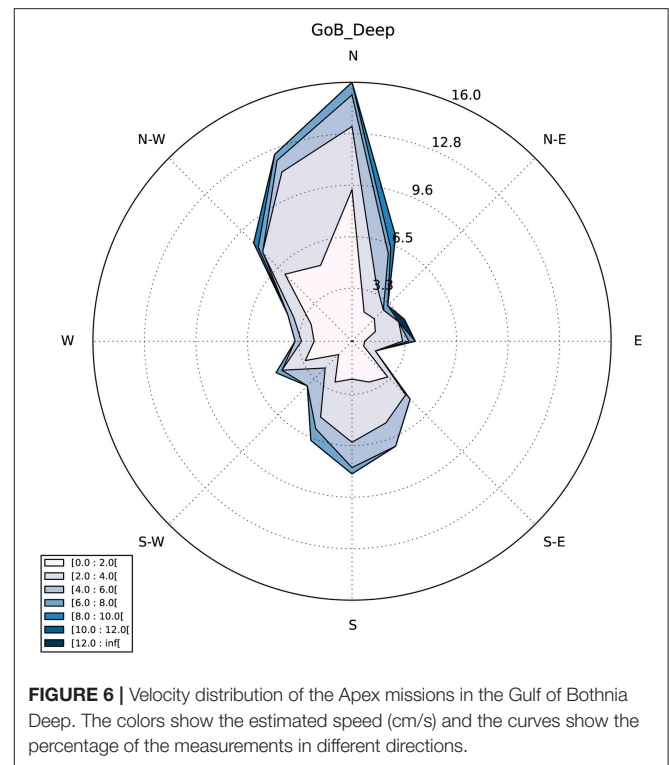 GoB_Deep
N
N-W
N-E
16.0
12.8
9.6
6.5
3.3
W
E
S-W
S-E
S
[0.0 : 2.0[
[2.0 : 4.0[
[4.0 : 6.0[
[6.0 : 8.0[
[8.0 : 10.0[
[10.0 : 12.0[
[12.0 : inf[
FIGURE 6 | Velocity distribution of the Apex missions in the Gulf of Bothnia
Deep. The colors show the estimated speed (cm/s) and the curves show the
percentage of the measurements in different directions.